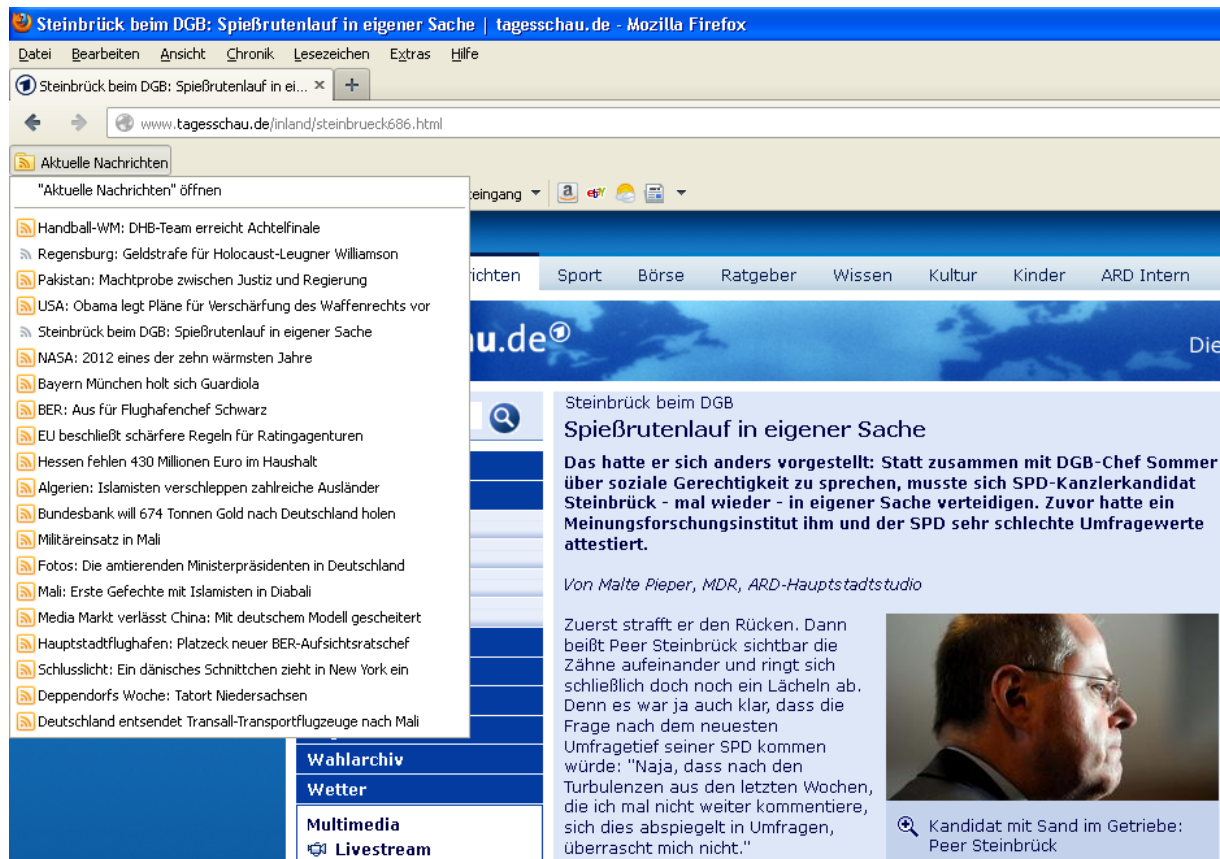 Steinbrück beim DGB: Spießrutenlauf in eigener Sache | tagesschau.de - Mozilla Firefox
Datei Bearbeiten Ansicht Chronik Lesezeichen Extras Hilfe
Steinbrück beim DGB: Spießrutenlauf in ei...
www.tagesschau.de/inland/steinbrueck686.html
Aktuelle Nachrichten
"Aktuelle Nachrichten" öffnen
Handball-WM: DHB-Team erreicht Achtelfinale
Regensburg: Geldstrafe für Holocaust-Leugner Williamson
Pakistan: Machtprobe zwischen Justiz und Regierung
USA: Obama legt Pläne für Verschärfung des Waffenrechts vor
Steinbrück beim DGB: Spießrutenlauf in eigener Sache
NASA: 2012 eines der zehn wärmsten Jahre
Bayern München holt sich Guardiola
BER: Aus für Flughafenchef Schwarz
EU beschließt schärfere Regeln für Ratingagenturen
Hessen fehlen 430 Millionen Euro im Haushalt
Algerien: Islamisten verschleppen zahlreiche Ausländer
Bundesbank will 674 Tonnen Gold nach Deutschland holen
Militäreinsatz in Mali
Fotos: Die amtierenden Ministerpräsidenten in Deutschland
Mali: Erste Gefechte mit Islamisten in Diabali
Media Markt verlässt China: Mit deutschem Modell gescheitert
Hauptstadtflughafen: Platzeck neuer BER-Aufsichtsratschef
Schlusslicht: Ein dänisches Schnittchen zieht in New York ein
Deppendorfs Woche: Tatort Niedersachsen
Deutschland entsendet Transall-Transportflugzeuge nach Mali
teingang a ebY
richten Sport Börse Ratgeber Wissen Kultur Kinder ARD Intern
au.de
Die
Wahlarchiv
Wetter
Multimedia
Livestream
Steinbrück beim DGB
Spießrutenlauf in eigener Sache
Das hatte er sich anders vorgestellt: Statt zusammen mit DGB-Chef Sommer
über soziale Gerechtigkeit zu sprechen, musste sich SPD-Kanzlerkandidat
Steinbrück - mal wieder - in eigener Sache verteidigen. Zuvor hatte ein
Meinungsforschungsinstitut ihm und der SPD sehr schlechte Umfragewerte
attestiert.
Von Malte Pieper, MDR, ARD-Hauptstadtstudio
Zuerst strafft er den Rücken. Dann
beißt Peer Steinbrück sichtbar die
Zähne aufeinander und ringt sich
schließlich doch noch ein Lächeln ab.
Denn es war ja auch klar, dass die
Frage nach dem neuesten
Umfragetief seiner SPD kommen
würde: "Naja, dass nach den
Turbulenzen aus den letzten Wochen,
die ich mal nicht weiter kommentiere,
sich dies abspiegelt in Umfragen,
überrascht mich nicht."
Kandidat mit Sand im Getriebe:
Peer Steinbrück